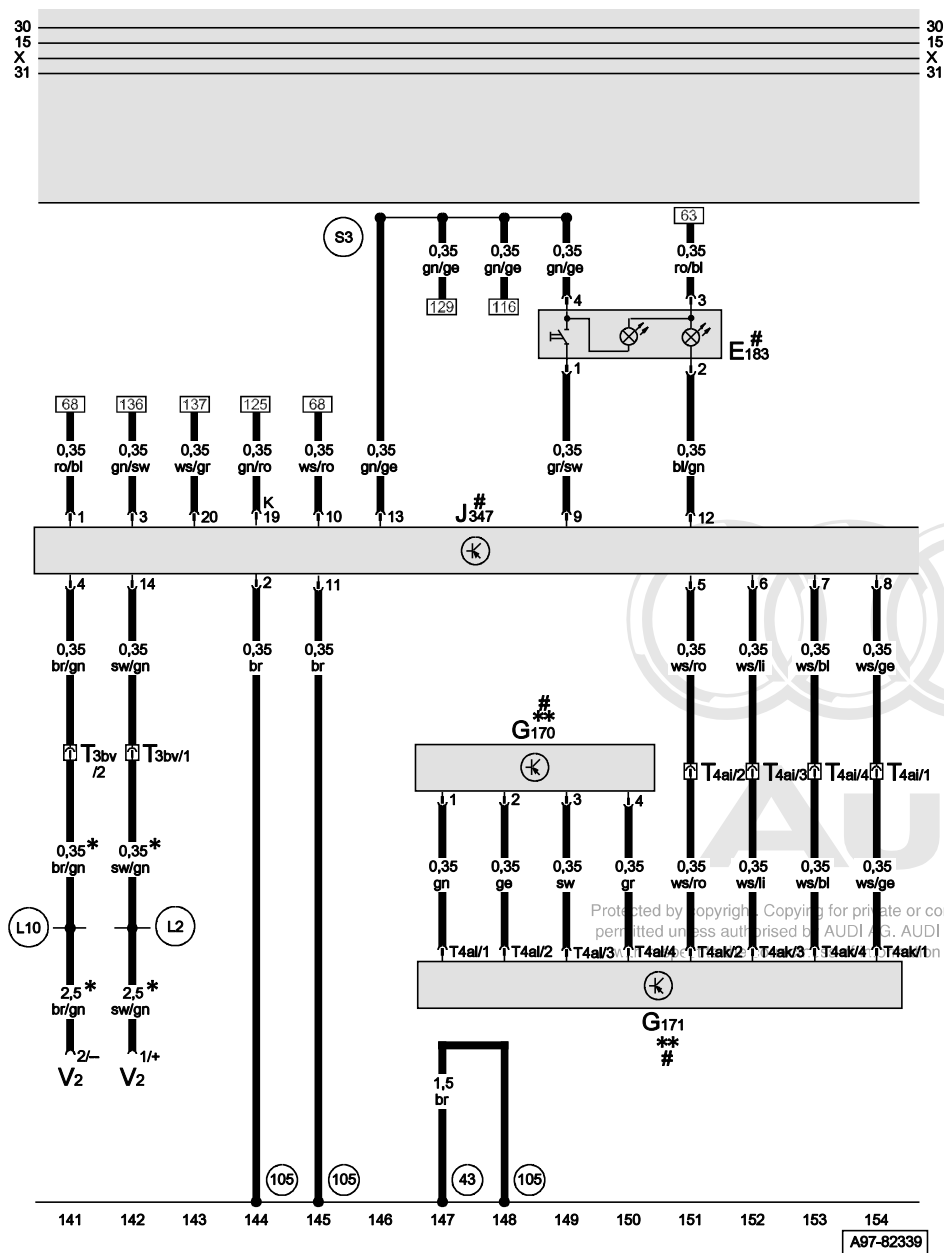 30 30
15 15
X X
31 31
S3
63
0,35 0,35 0,35 0,35
gn/ge gn/ge gn/ge ro/bl
129 116
4 3
E183 #
1 2
68 136 137 125 68
0,35 0,35 0,35 0,35 0,35 0,35 0,35 0,35
ro/bl gn/sw ws/gr gn/ro ws/ro gn/ge gr/sw bl/gn
K
1 3 20 19 10 13 9 12
#
J347
4 14 2 11 5 6 7 8
0,35 0,35 0,35 0,35 0,35 0,35 0,35 0,35
br/gn sw/gn br br ws/ro ws/li ws/bl ws/ge
#
**
G170
T3bv/2 T3bv/1
T4ai/2 T4ai/3 T4ai/4 T4ai/1
Au
1 2 3 4
0,35* 0,35* 0,35 0,35 0,35 0,35 0,35 0,35 0,35 0,35
br/gn sw/gn gn ge sw gr ws/ro ws/li ws/bl ws/ge
L10 L2
Protected by copyright. Copying for private or co
permitted unless authorised by AUDI AG. AUDI
T4al/1 T4al/2 T4al/3 T4al/4 T4ak/2 T4ak/3 T4ak/4 T4ak/1
2,5* 2,5*
br/gn sw/gn
G171
**
#
2/– 1/+
V2 V2
1,5
br
105 105 43 105
141 142 143 144 145 146 147 148 149 150 151 152 153 154
A97-82339